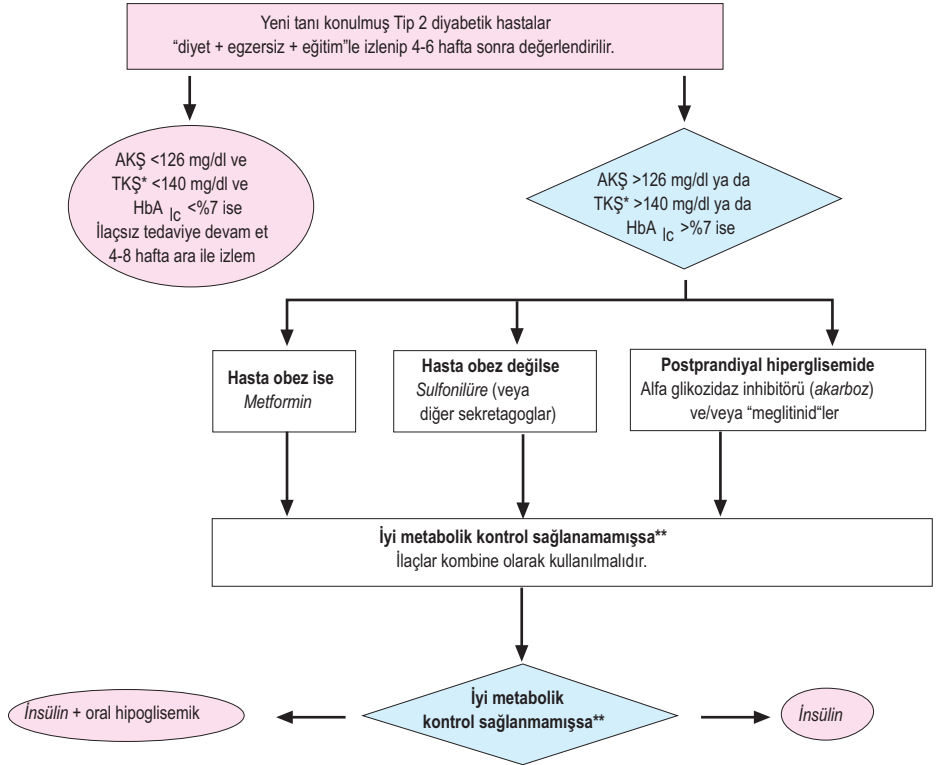 Yeni tanı konulmuş Tip 2 diyabetik hastalar
“diyet + egzersiz + eğitim”le izlenip 4-6 hafta sonra değerlendirilir.
AKŞ <126 mg/dl ve
TKŞ* <140 mg/dl ve
HbA Ic <%7 ise
İlaçsız tedaviye devam et
4-8 hafta ara ile izlem
AKŞ >126 mg/dl ya da
TKŞ* >140 mg/dl ya da
HbA Ic >%7 ise
Hasta obez ise
Metformin
Hasta obez değilse
Sulfonilüre (veya
diğer sekretagoglar)
Postprandiyal hiperglisemide
Alfa glikozidaz inhibitörü (akarboz)
ve/veya “meglitinid“ler
İyi metabolik kontrol sağlanamamışsa**
İlaçlar kombine olarak kullanılmalıdır.
İyi metabolik
kontrol sağlanmamışsa**
İnsülin + oral hipoglisemik
İnsülin